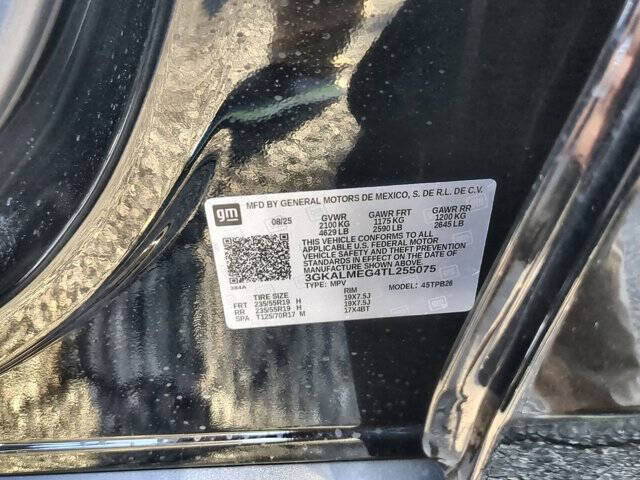 gm
MFD BY GENERAL MOTORS DE MEXICO, S. DE R.L. DE C.V.
08/25 GVWR GAWR FRT GAWR RR
2100 KG 1175 KG 1200 KG
4629 LB 2590 LB 2645 LB
THIS VEHICLE CONFORMS TO ALL
APPLICABLE U.S. FEDERAL MOTOR
VEHICLE SAFETY AND THEFT PREVENTION
STANDARDS IN EFFECT ON THE DATE OF
MANUFACTURE SHOWN ABOVE.
3GKALMEG4TL255075
384A TYPE: MPV MODEL: 45TPB26
TIRE SIZE RIM
FRT 235/55R19 H 19X7.5J
RR 235/55R19 H 19X7.5J
SPA T125/70R17 M 17X4BT